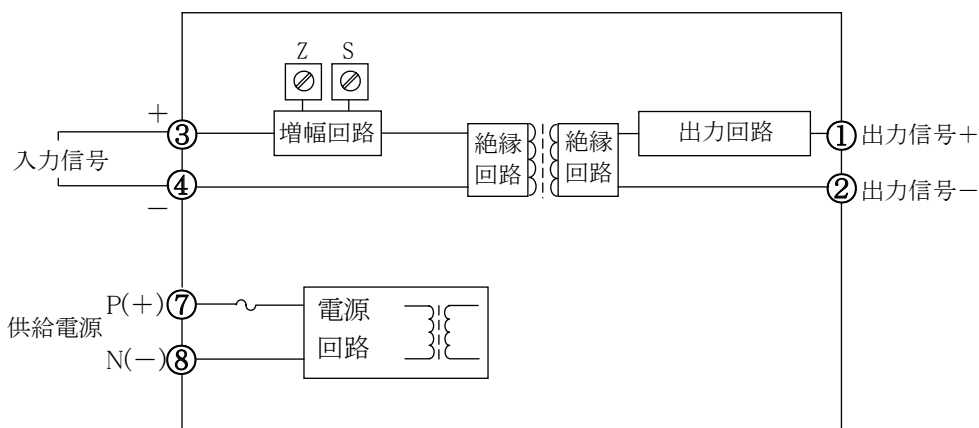 Z S
+
③ 増幅回路 絶縁 絶縁 出力回路 ① 出力信号+
入力信号 回路 回路
④ ② 出力信号−
−
P(+) ⑦ 電源
供給電源 回路
N(−) ⑧